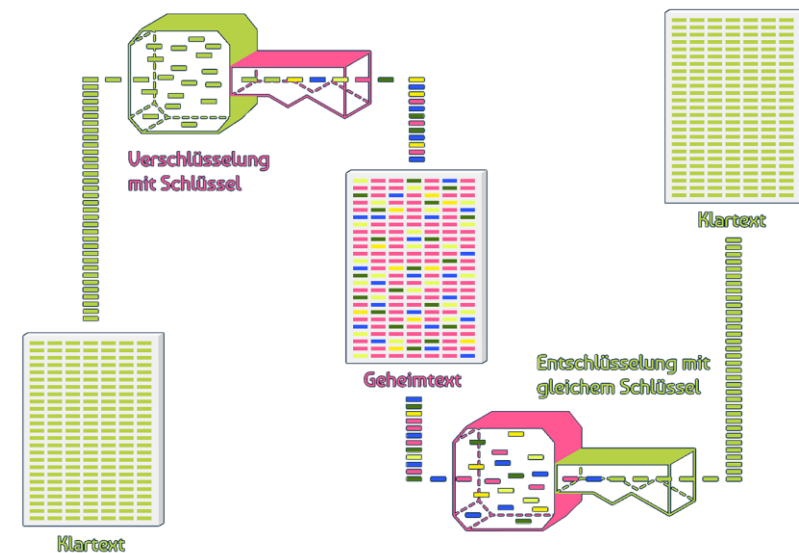 Verschlüsselung
mit Schlüssel
Klartext
Geheimtext
Entschlüsselung mit
gleichem Schlüssel
Klartext